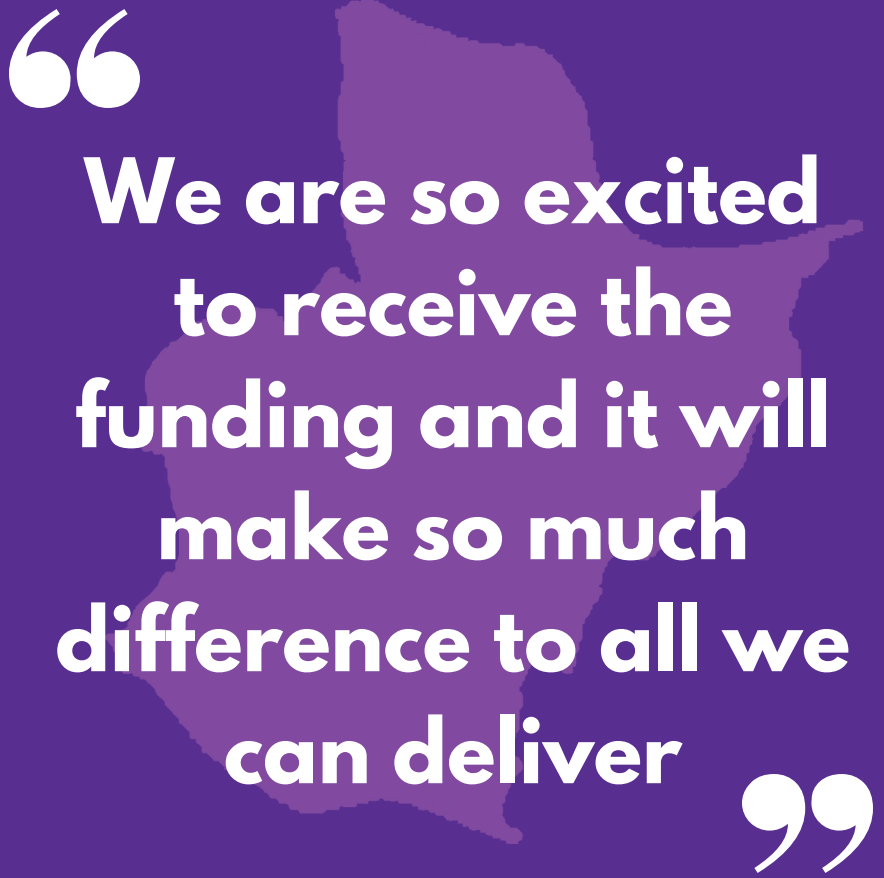 “
We are so excited
to receive the
funding and it will
make so much
difference to all we
can deliver
”